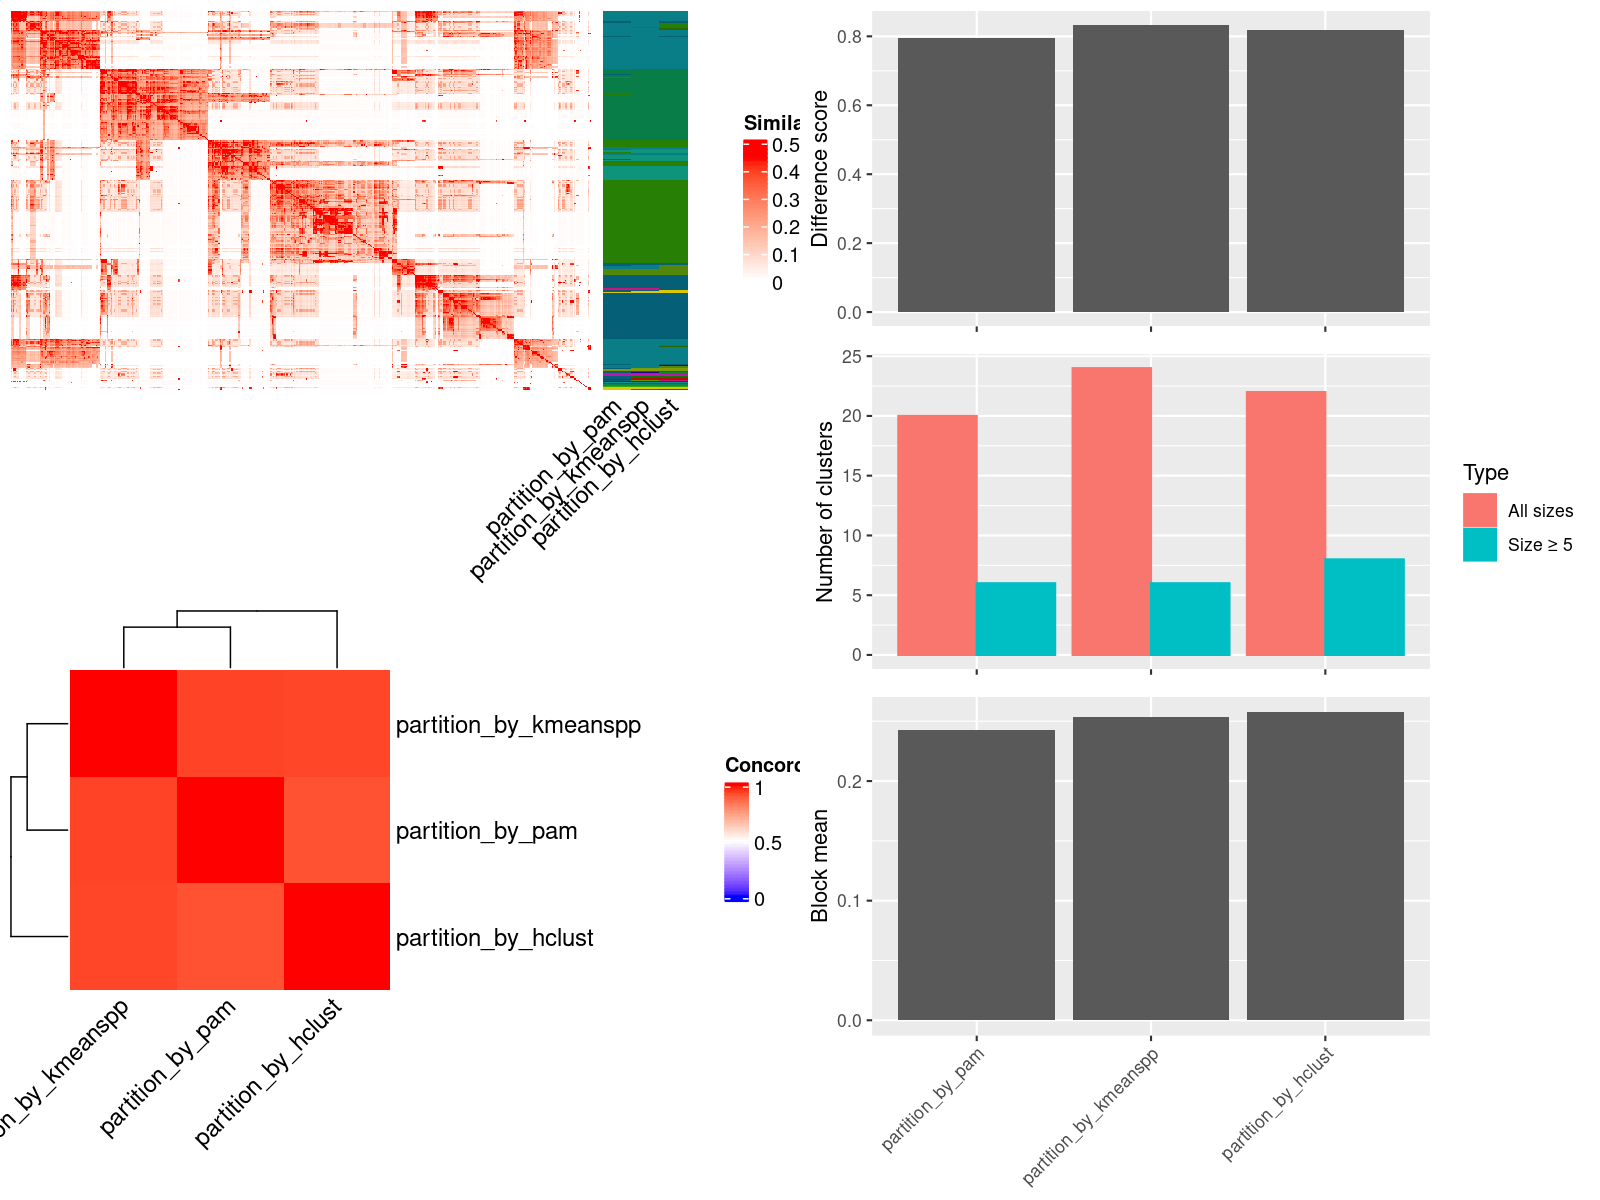 Simila
0.5
0.4
0.3
0.2
0.1
0
partition_by_pam
partition_by_kmeanspp
partition_by_hclust
partition_by_kmeanspp
partition_by_pam
partition_by_hclust
Concord
1
0.5
0
on_by_kmeanspp
partition_by_pam
partition_by_hclust
Difference score
0.8
0.6
0.4
0.2
0.0
Number of clusters
25
20
15
10
5
0
Type
All sizes
Size ≥ 5
Block mean
0.2
0.1
0.0
partition_by_pam
partition_by_kmeanspp
partition_by_hclust